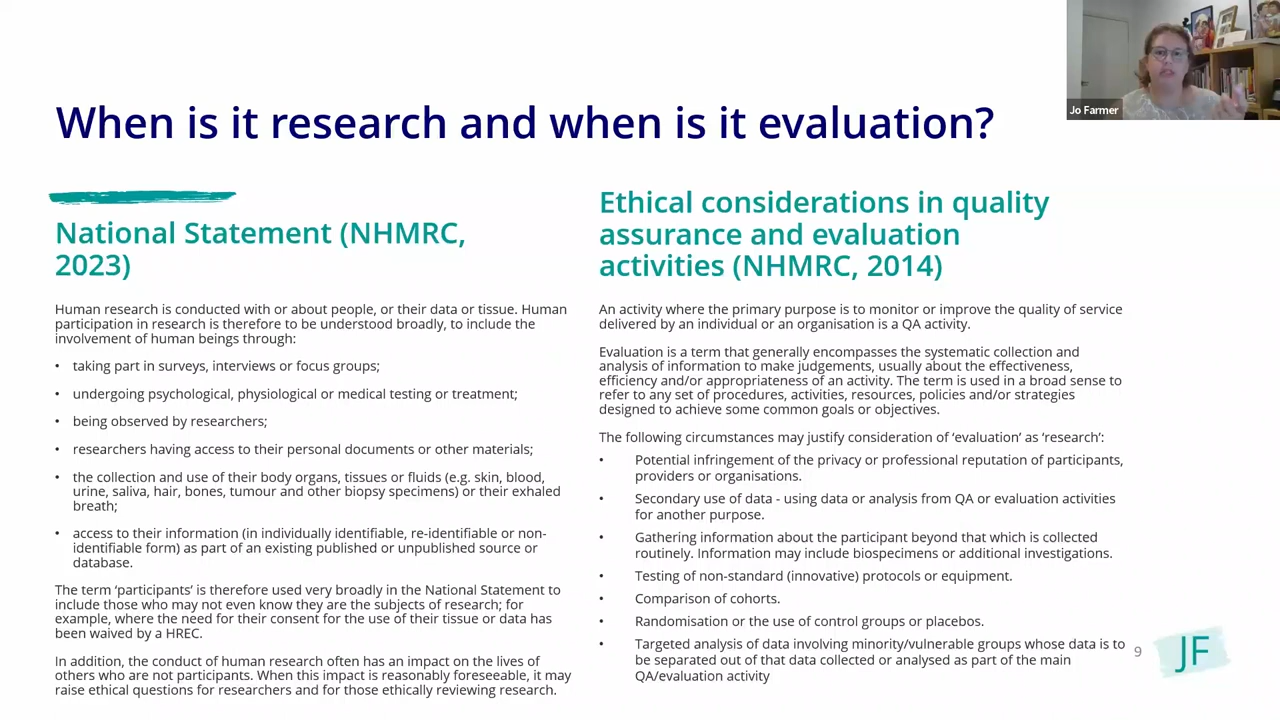 Jo Farmer
When is it research and when is it evaluation?
National Statement (NHMRC,
2023)
Human research is conducted with or about people, or their data or tissue. Human
participation in research is therefore to be understood broadly, to include the
involvement of human beings through:
• taking part in surveys, interviews or focus groups;
• undergoing psychological, physiological or medical testing or treatment;
• being observed by researchers;
• researchers having access to their personal documents or other materials;
• the collection and use of their body organs, tissues or fluids (e.g. skin, blood,
urine, saliva, hair, bones, tumour and other biopsy specimens) or their exhaled
breath;
• access to their information (in individually identifiable, re-identifiable or non-
identifiable form) as part of an existing published or unpublished source or
database.
The term ‘participants’ is therefore used very broadly in the National Statement to
include those who may not even know they are the subjects of research; for
example, where the need for their consent for the use of their tissue or data has
been waived by a HREC.
In addition, the conduct of human research often has an impact on the lives of
others who are not participants. When this impact is reasonably foreseeable, it may
raise ethical questions for researchers and for those ethically reviewing research.
Ethical considerations in quality
assurance and evaluation
activities (NHMRC, 2014)
An activity where the primary purpose is to monitor or improve the quality of service
delivered by an individual or an organisation is a QA activity.
Evaluation is a term that generally encompasses the systematic collection and
analysis of information to make judgements, usually about the effectiveness,
efficiency and/or appropriateness of an activity. The term is used in a broad sense to
refer to any set of procedures, activities, resources, policies and/or strategies
designed to achieve some common goals or objectives.
The following circumstances may justify consideration of ‘evaluation’ as ‘research’:
• Potential infringement of the privacy or professional reputation of participants,
providers or organisations.
• Secondary use of data - using data or analysis from QA or evaluation activities
for another purpose.
• Gathering information about the participant beyond that which is collected
routinely. Information may include biospecimens or additional investigations.
• Testing of non-standard (innovative) protocols or equipment.
• Comparison of cohorts.
• Randomisation or the use of control groups or placebos.
• Targeted analysis of data involving minority/vulnerable groups whose data is to
be separated out of that data collected or analysed as part of the main
QA/evaluation activity
9
JF